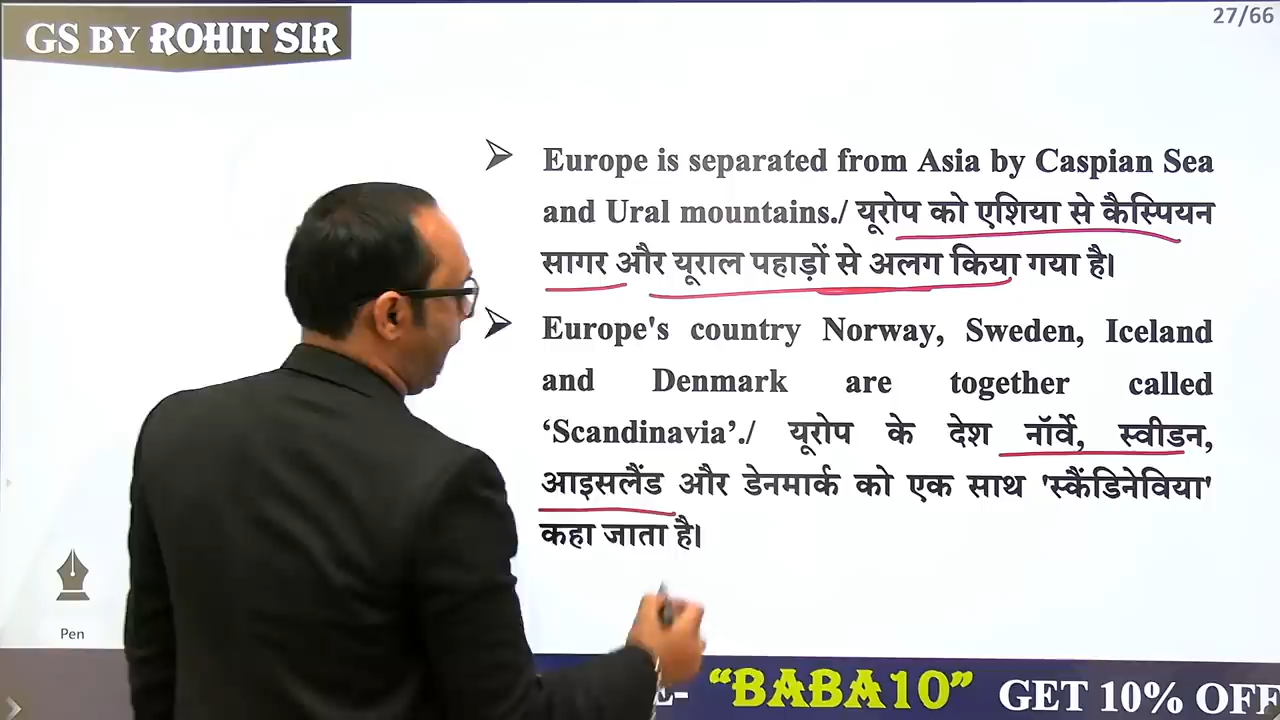 GS BY ROHIT SIR
27/66
Europe is separated from Asia by Caspian Sea
and Ural mountains./ यूरोप को एशिया से कैस्पियन
सागर और यूराल पहाड़ों से अलग किया गया है।
Europe's country Norway, Sweden, Iceland
and Denmark are together called
‘Scandinavia’./ यूरोप के देश नॉर्वे, स्वीडन,
आइसलैंड और डेनमार्क को एक साथ 'स्कैंडिनेविया'
कहा जाता है।
Pen
“BABA10” GET 10% OFF